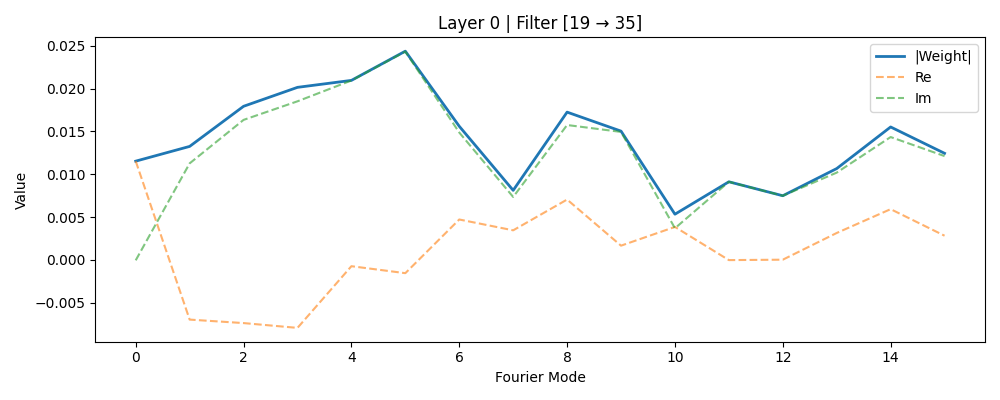 Layer 0 | Filter [19 → 35]
|Weight|
Re
Im
Value
0.025
0.020
0.015
0.010
0.005
0.000
−0.005
0 2 4 6 8 10 12 14
Fourier Mode